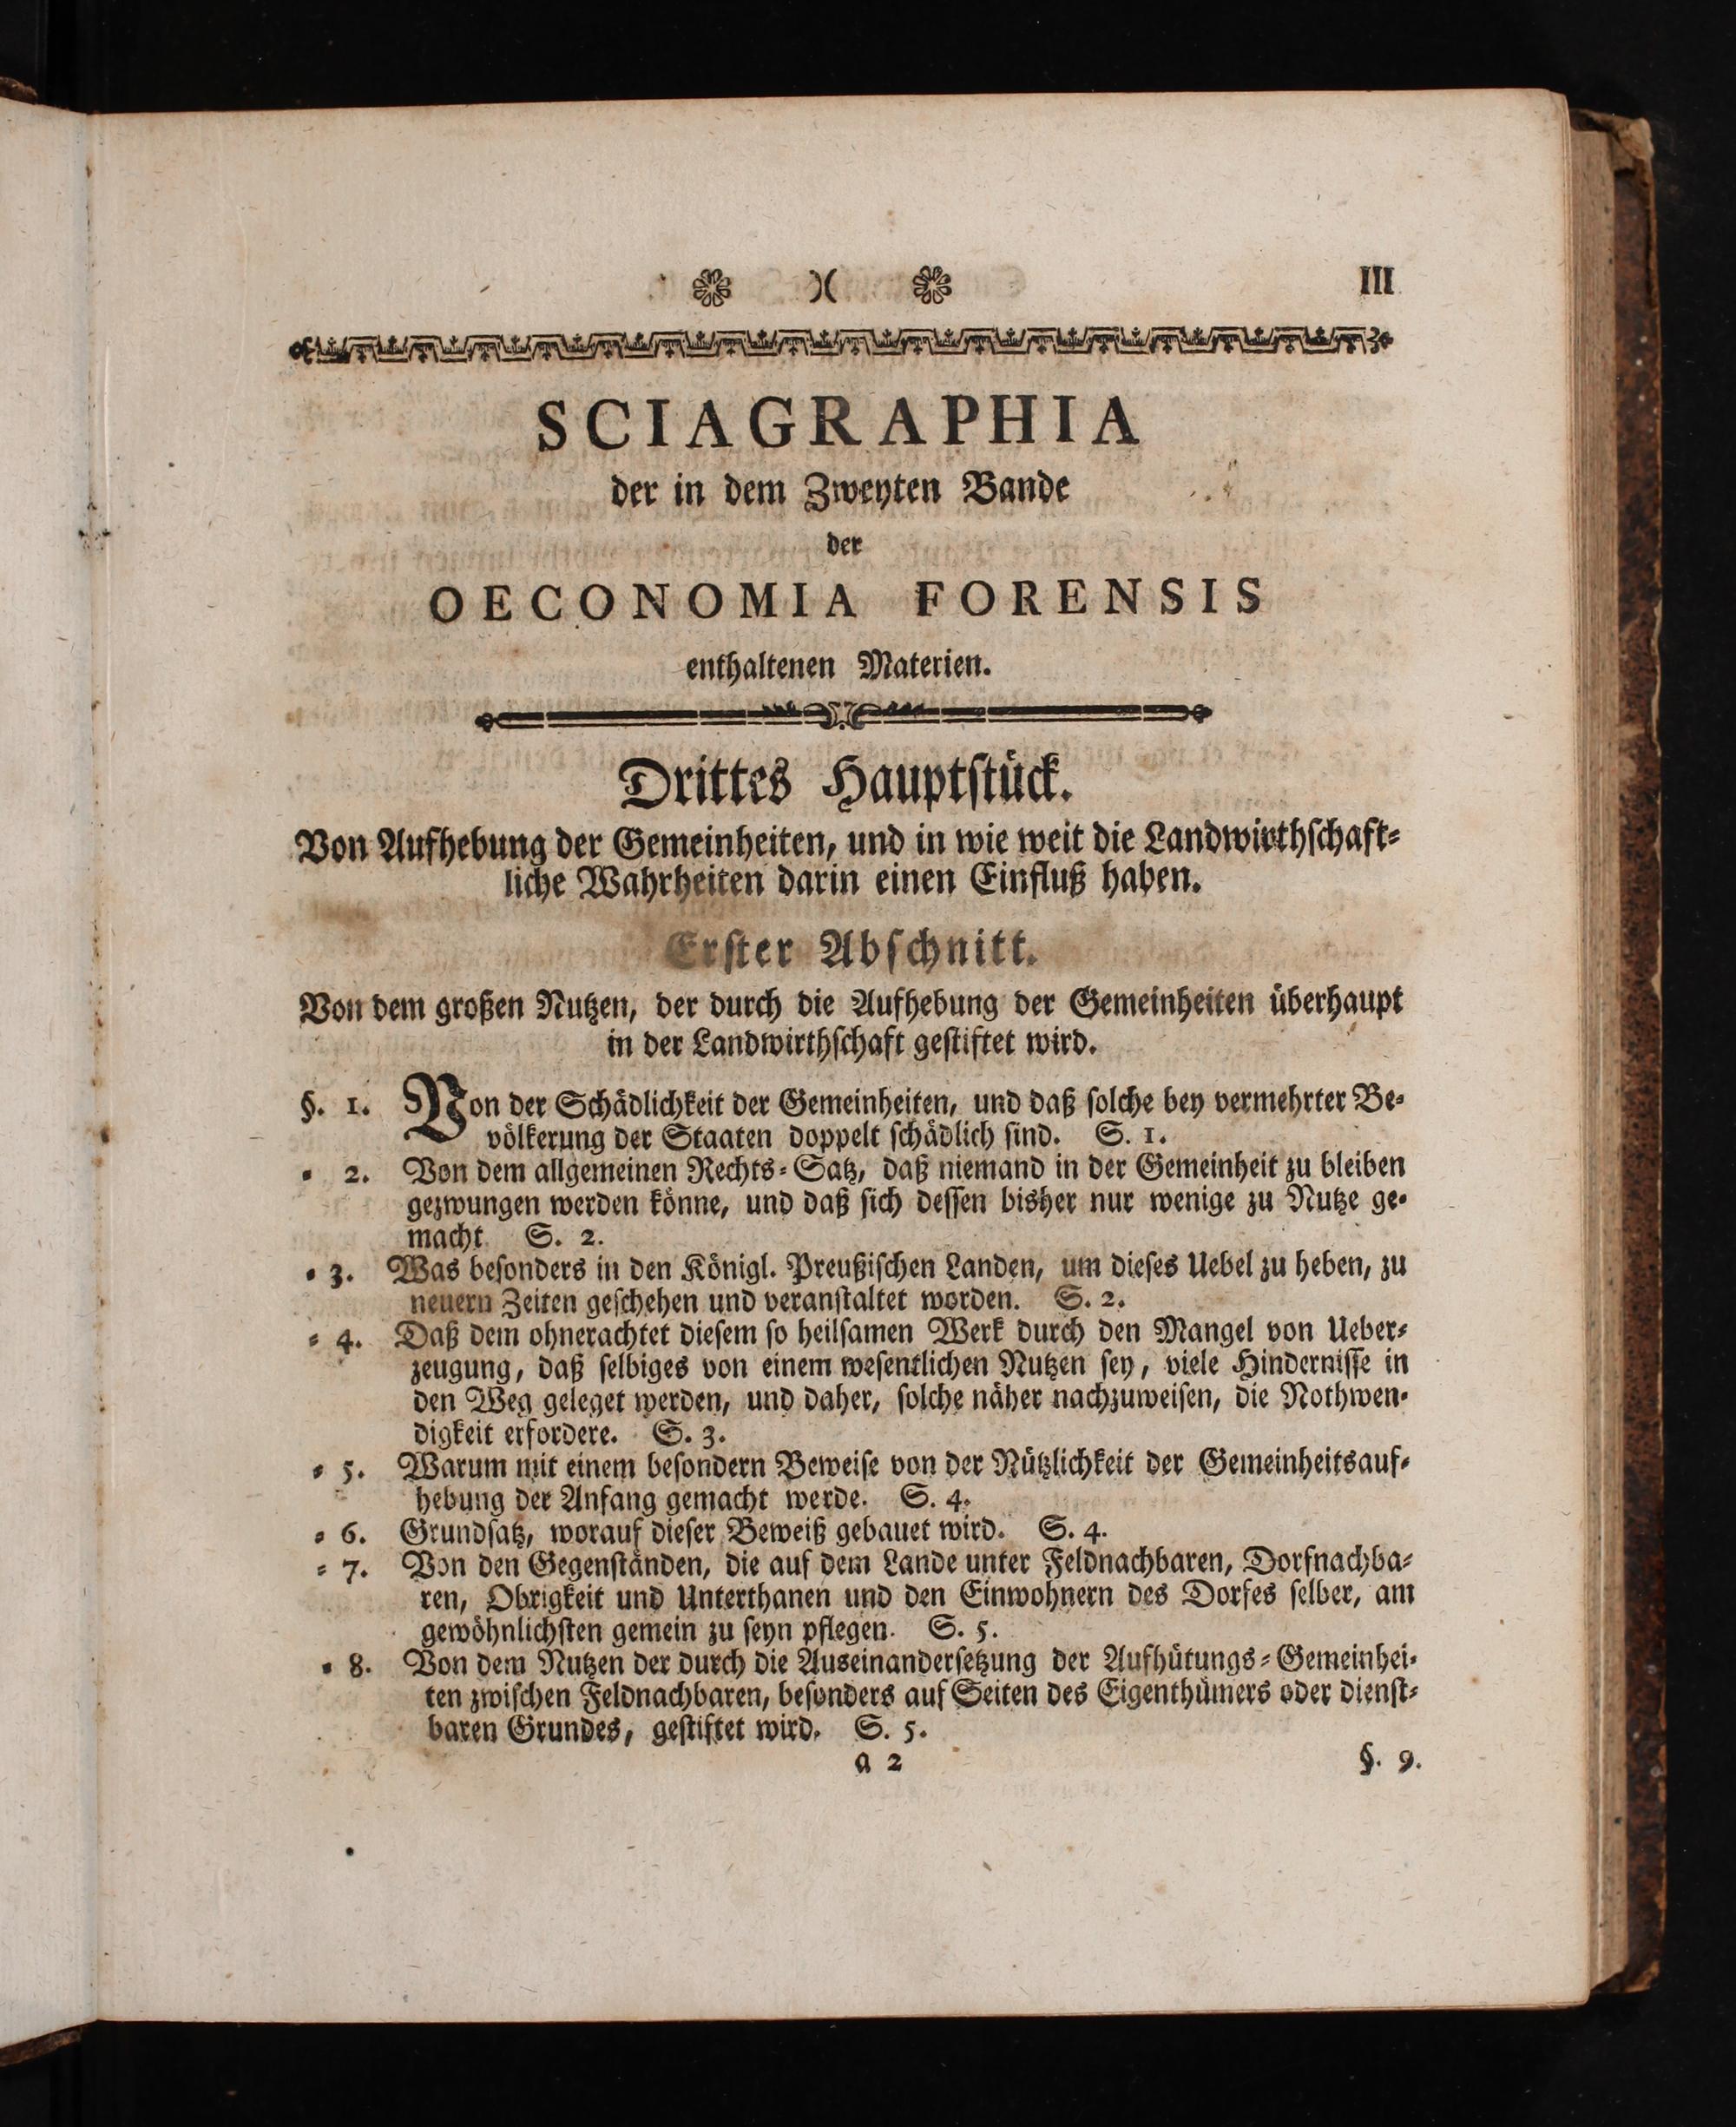 III
SCIAGRAPHIA
der in dem Zweyten Bande
der
OECONOMIA FORENSIS
enthaltenen Materien.
Drittes Hauptſtück.
Von Aufhebung der Gemeinheiten, und in wie weit die Landwirthſchaft⸗
liche Wahrheiten darin einen Einfluß haben.
Erſter Abſchnitt.
Von dem großen Nutzen, der durch die Aufhebung der Gemeinheiten überhaupt
in der Landwirthſchaft geſtiftet wird.
§. 1. Von der Schädlichkeit der Gemeinheiten, und daß ſolche bey vermehrter Be⸗
völkerung der Staaten doppelt ſchädlich ſind. S. 1.
⸗ 2. Von dem allgemeinen Rechts⸗Satz, daß niemand in der Gemeinheit zu bleiben
gezwungen werden könne, und daß ſich deſſen bisher nur wenige zu Nutze ge⸗
macht S. 2.
⸗ 3. Was beſonders in den Königl. Preußiſchen Landen, um dieſes Uebel zu heben, zu
neuern Zeiten geſchehen und veranſtaltet worden. S. 2.
⸗ 4. Daß dem ohnerachtet dieſem ſo heilſamen Werk durch den Mangel von Ueber⸗
zeugung, daß ſelbiges von einem weſentlichen Nutzen ſey, viele Hinderniſſe in
den Weg geleget werden, und daher, ſolche näher nachzuweiſen, die Nothwen⸗
digkeit erfordere. S. 3.
⸗ 5. Warum mit einem beſondern Beweiſe von der Nützlichkeit der Gemeinheitsauf⸗
hebung der Anfang gemacht werde. S. 4.
⸗ 6. Grundſatz, worauf dieſer Beweiß gebauet wird. S. 4.
⸗ 7. Von den Gegenſtänden, die auf dem Lande unter Feldnachbaren, Dorfnachba⸗
ren, Obrigkeit und Unterthanen und den Einwohnern des Dorfes ſelber, am
gewöhnlichſten gemein zu ſeyn pflegen. S. 5.
⸗ 8. Von dem Nutzen der durch die Auseinanderſetzung der Aufhütungs⸗Gemeinhei⸗
ten zwiſchen Feldnachbaren, beſonders auf Seiten des Eigenthümers oder dienſt⸗
baren Grundes, geſtiftet wird. S. 5.
a 2 §. 9.